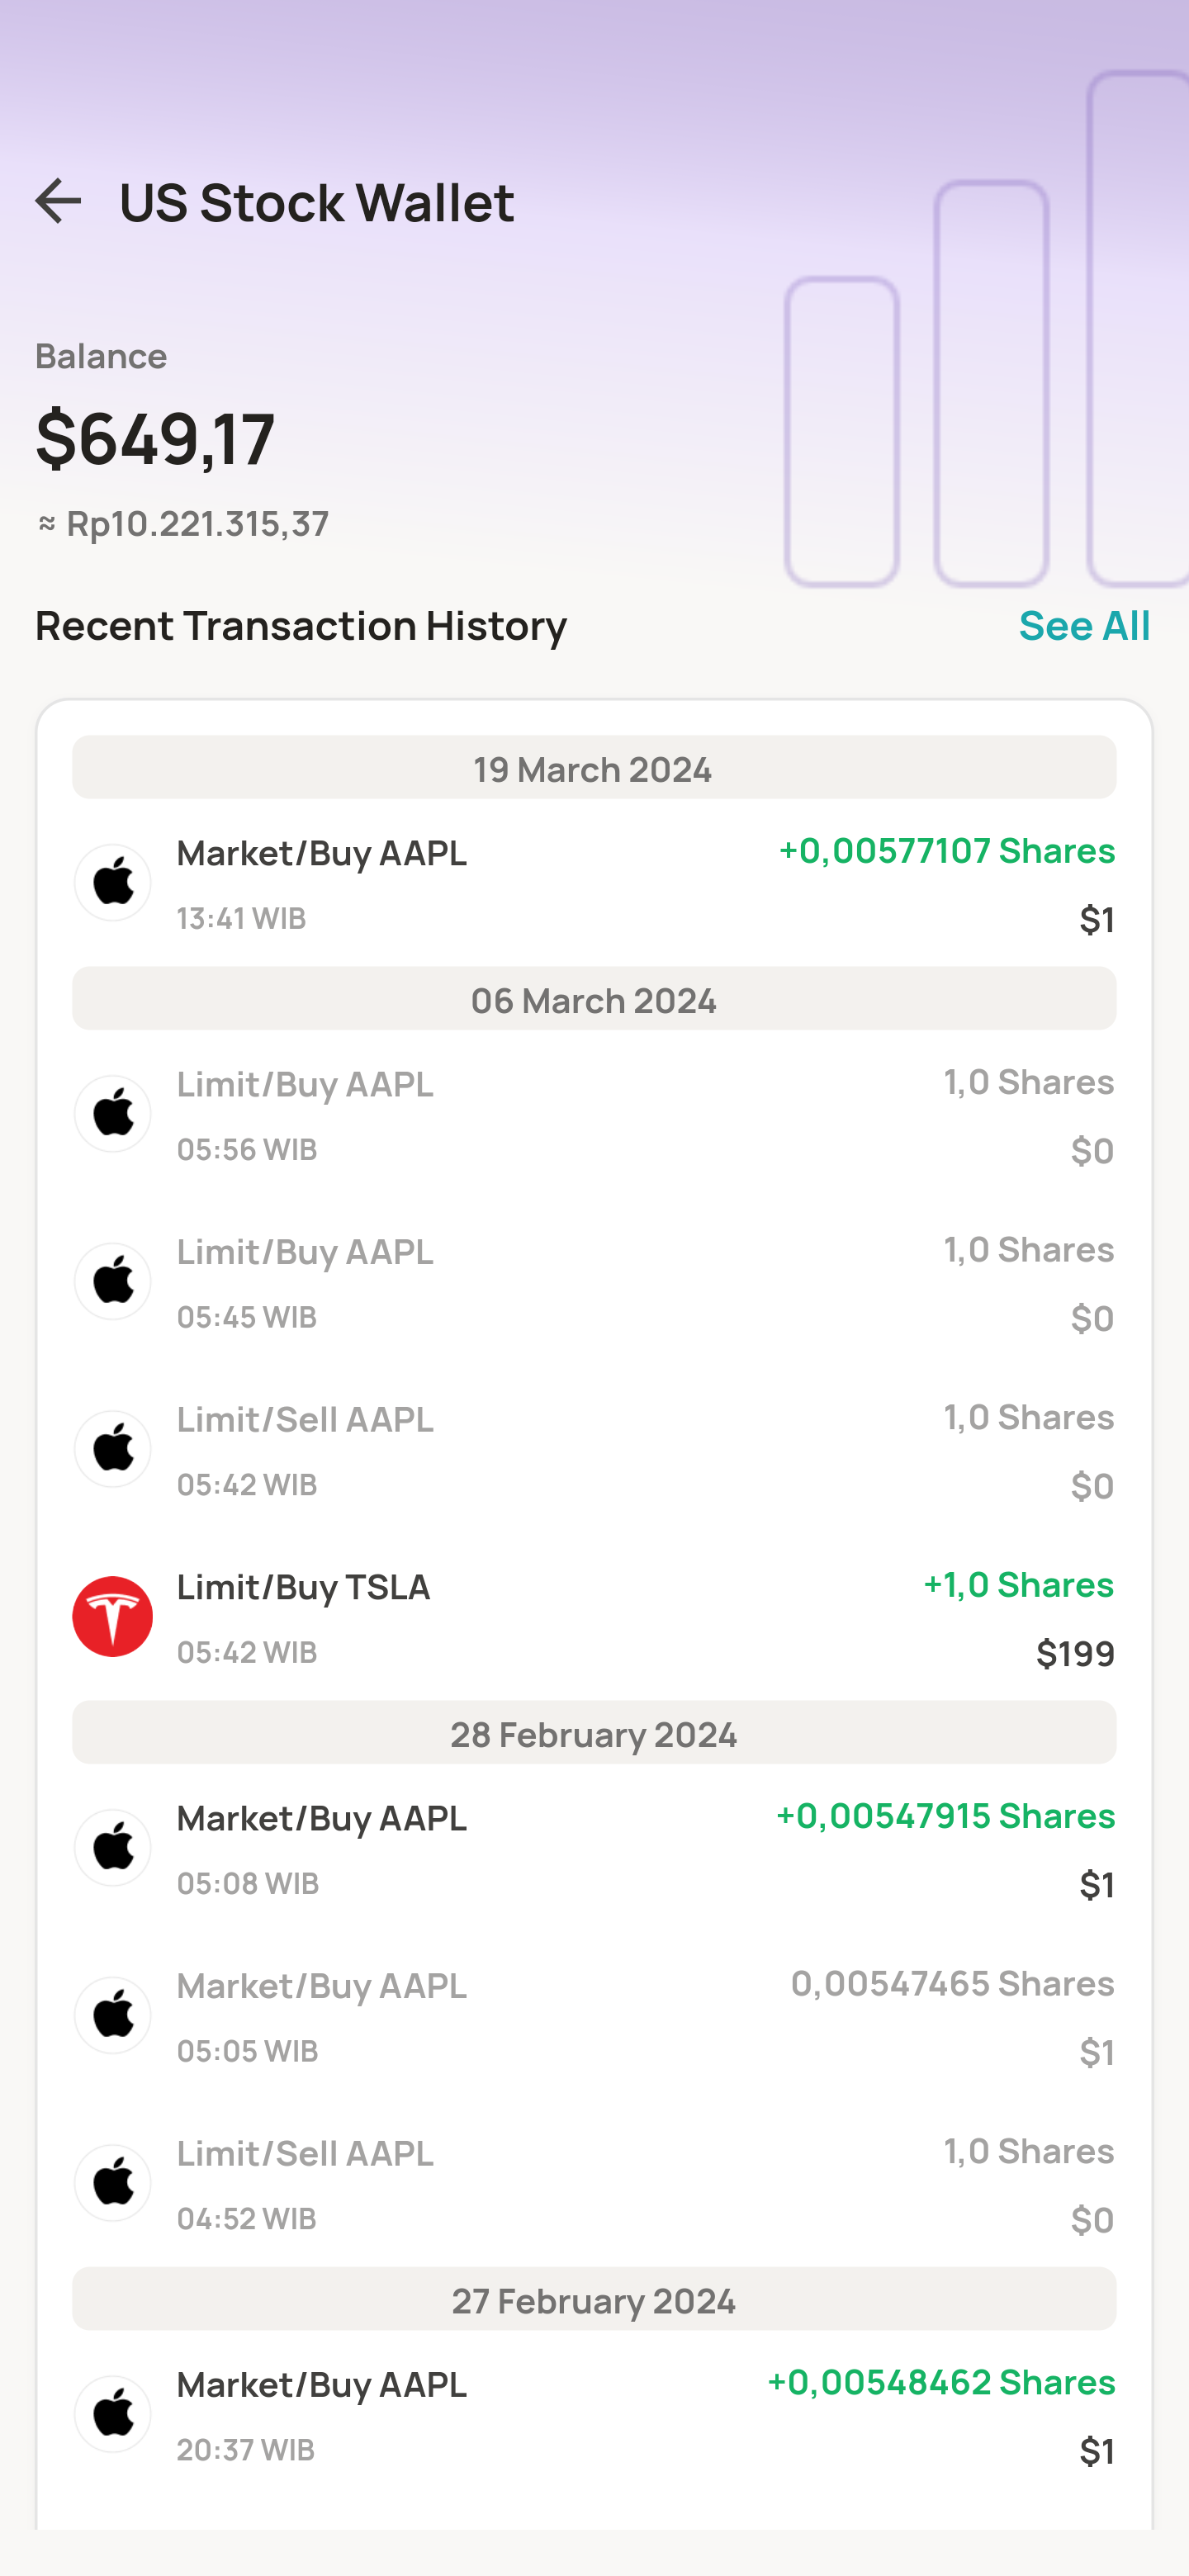 US Stock Wallet
Balance
$649,17
≈ Rp10.221.315,37
Recent Transaction History See All
19 March 2024
Market/Buy AAPL +0,00577107 Shares
13:41 WIB $1
06 March 2024
Limit/Buy AAPL 1,0 Shares
05:56 WIB $0
Limit/Buy AAPL 1,0 Shares
05:45 WIB $0
Limit/Sell AAPL 1,0 Shares
05:42 WIB $0
Limit/Buy TSLA +1,0 Shares
05:42 WIB $199
28 February 2024
Market/Buy AAPL +0,00547915 Shares
05:08 WIB $1
Market/Buy AAPL 0,00547465 Shares
05:05 WIB $1
Limit/Sell AAPL 1,0 Shares
04:52 WIB $0
27 February 2024
Market/Buy AAPL +0,00548462 Shares
20:37 WIB $1